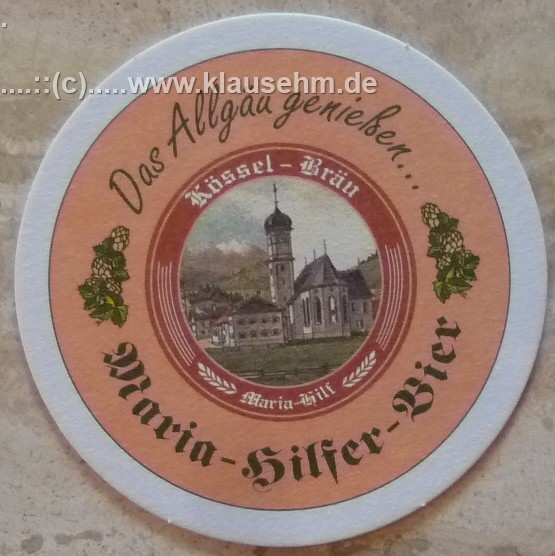 .
.....::(c).....www.klausehm.de
Das Allgäu genießen...
Kössel-Bräu
Maria-Hilf
Maria-Hilfer-Bier